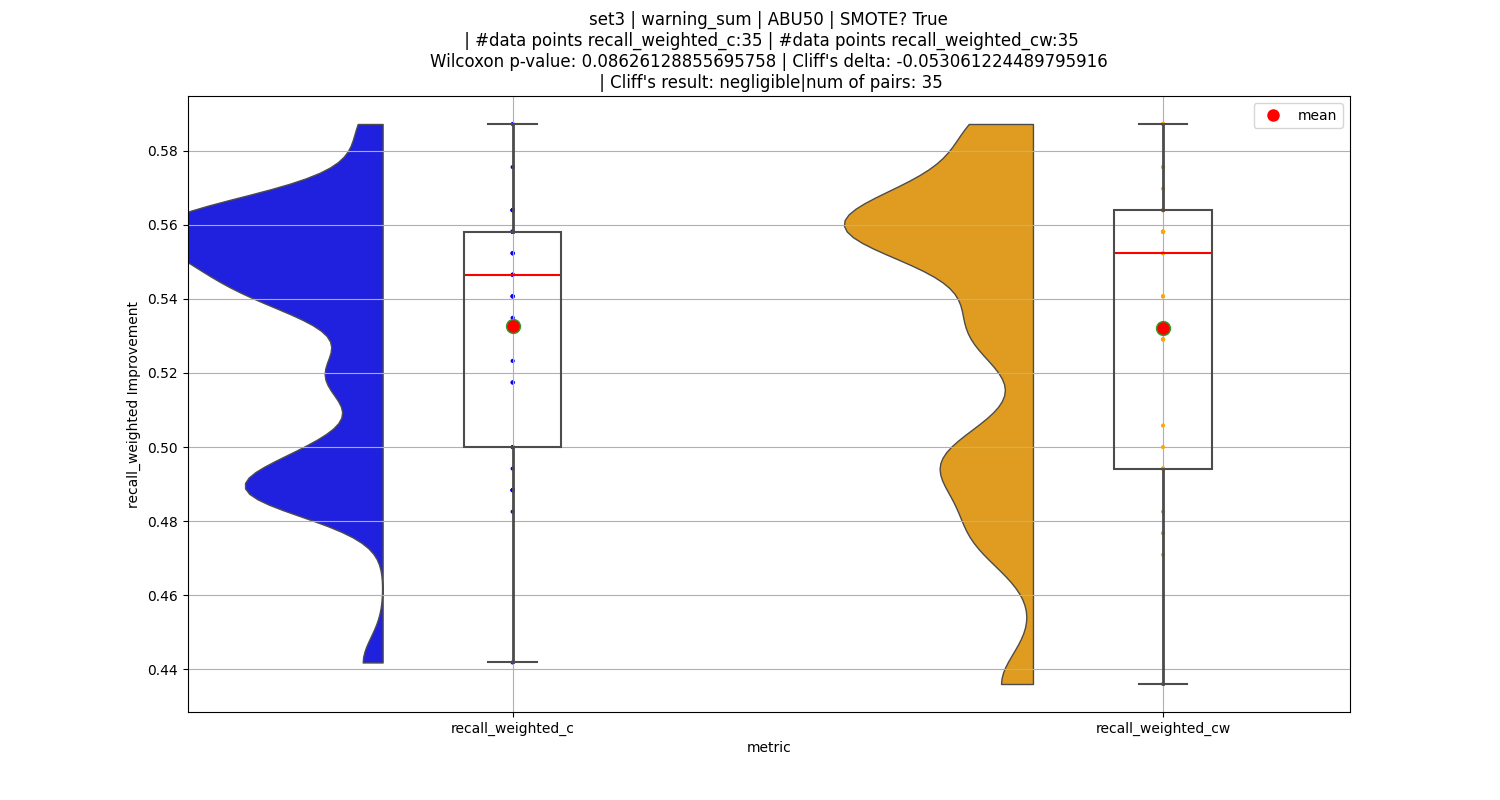 set3 | warning_sum | ABU50 | SMOTE? True
| #data points recall_weighted_c:35 | #data points recall_weighted_cw:35
Wilcoxon p-value: 0.08626128855695758 | Cliff's delta: -0.053061224489795916
| Cliff's result: negligible|num of pairs: 35
mean
0.58
0.56
0.54
0.52
0.50
0.48
0.46
0.44
recall_weighted Improvement
recall_weighted_c
recall_weighted_cw
metric